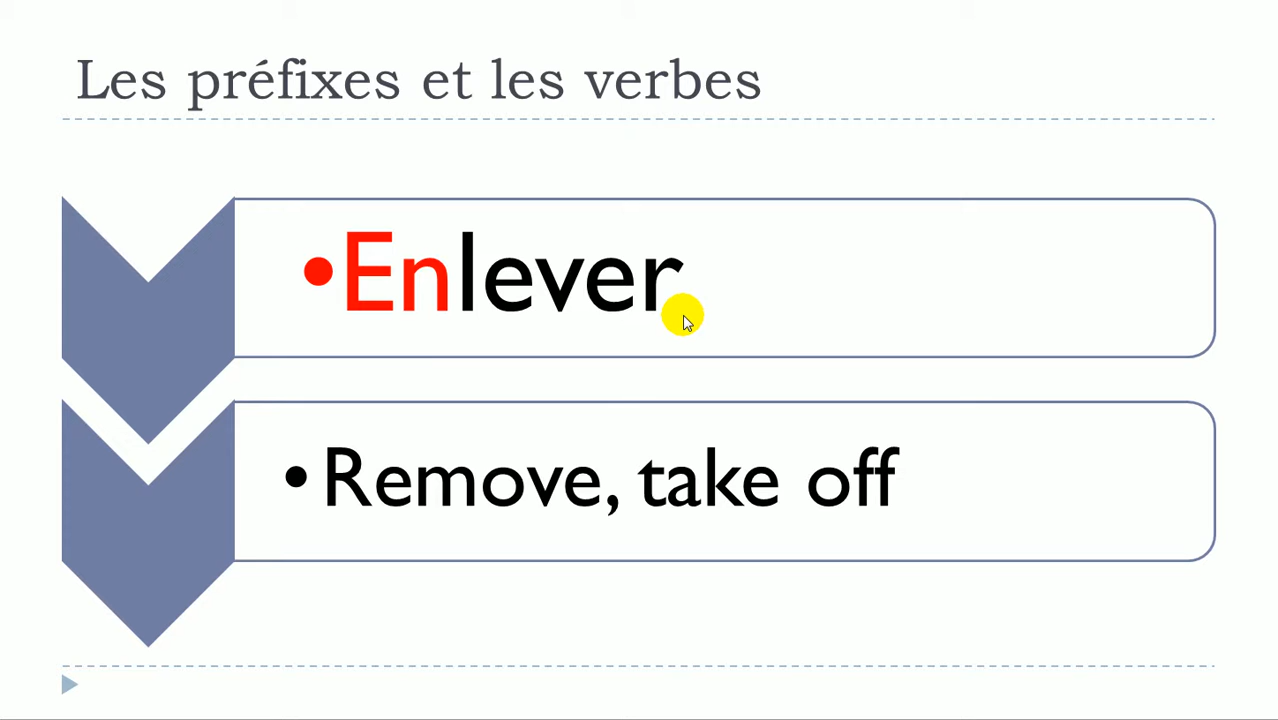 Les préfixes et les verbes
•Enlever
•Remove, take off